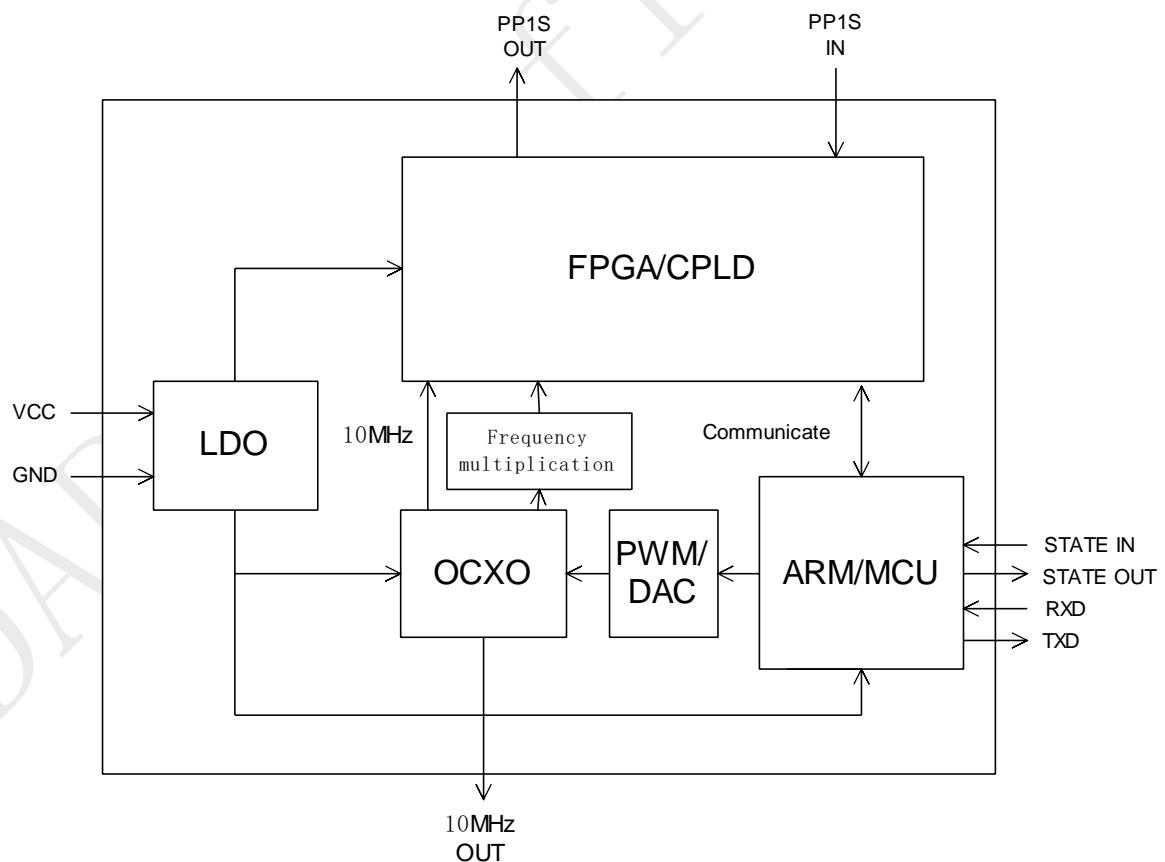 PP1S
OUT
PP1S
IN
FPGA/CPLD
VCC
GND
LDO
10MHz
Frequency
multiplication
Communicate
OCXO
PWM/
DAC
ARM/MCU
STATE IN
STATE OUT
RXD
TXD
10MHz
OUT